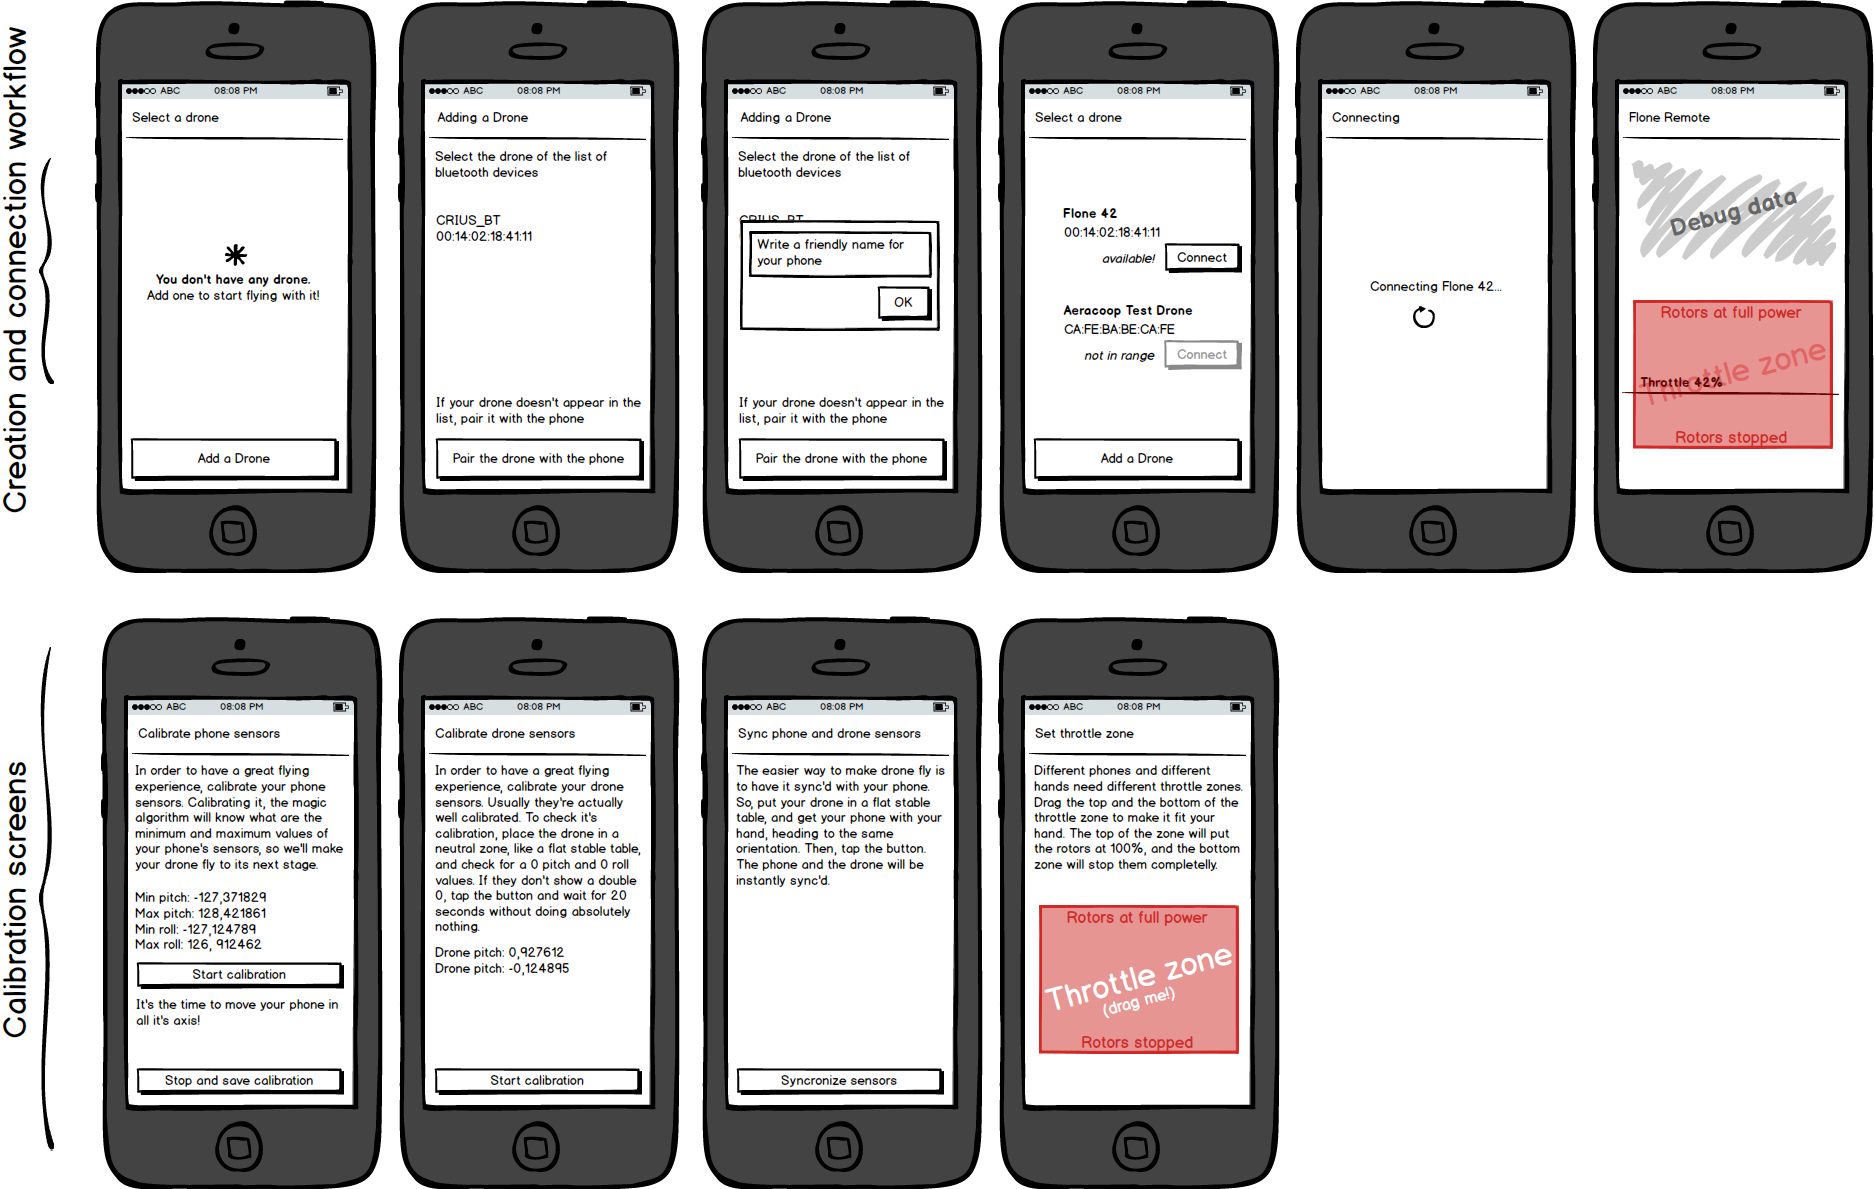 Creation and connection workflow
●●●○○ ABC 08:08 PM
Select a drone
You don't have any drone.
Add one to start flying with it!
Add a Drone
●●●○○ ABC 08:08 PM
Adding a Drone
Select the drone of the list of
bluetooth devices
CRIUS_BT
00:14:02:18:41:11
If your drone doesn't appear in the
list, pair it with the phone
Pair the drone with the phone
●●●○○ ABC 08:08 PM
Adding a Drone
Select the drone of the list of
bluetooth devices
CRIUS_BT
Write a friendly name for
your phone
OK
If your drone doesn't appear in the
list, pair it with the phone
Pair the drone with the phone
●●●○○ ABC 08:08 PM
Select a drone
Flone 42
00:14:02:18:41:11
available! Connect
Aeracoop Test Drone
CA:FE:BA:BE:CA:FE
not in range Connect
Add a Drone
●●●○○ ABC 08:08 PM
Connecting
Connecting Flone 42...
●●●○○ ABC 08:08 PM
Flone Remote
Debug data
Rotors at full power
Throttle zone
Throttle 42%
Rotors stopped
Calibration screens
●●●○○ ABC 08:08 PM
Calibrate phone sensors
In order to have a great flying
experience, calibrate your phone
sensors. Calibrating it, the magic
algorithm will know what are the
minimum and maximum values of
your phone's sensors, so we'll make
your drone fly to its next stage.
Min pitch: -127,371829
Max pitch: 128,421861
Min roll: -127,124789
Max roll: 126, 912462
Start calibration
It's the time to move your phone in
all it's axis!
Stop and save calibration
●●●○○ ABC 08:08 PM
Calibrate drone sensors
In order to have a great flying
experience, calibrate your drone
sensors. Usually they're actually
well calibrated. To check it's
calibration, place the drone in a
neutral zone, like a flat stable table,
and check for a 0 pitch and 0 roll
values. If they don't show a double
0, tap the button and wait for 20
seconds without doing absolutely
nothing.
Drone pitch: 0,927612
Drone pitch: -0,124895
Start calibration
●●●○○ ABC 08:08 PM
Sync phone and drone sensors
The easier way to make drone fly is
to have it sync'd with your phone.
So, put your drone in a flat stable
table, and get your phone with your
hand, heading to the same
orientation. Then, tap the button.
The phone and the drone will be
instantly sync'd.
Syncronize sensors
●●●○○ ABC 08:08 PM
Set throttle zone
Different phones and different
hands need different throttle zones.
Drag the top and the bottom of the
throttle zone to make it fit your
hand. The top of the zone will put
the rotors at 100%, and the bottom
zone will stop them completelly.
Rotors at full power
Throttle zone
(drag me!)
Rotors stopped